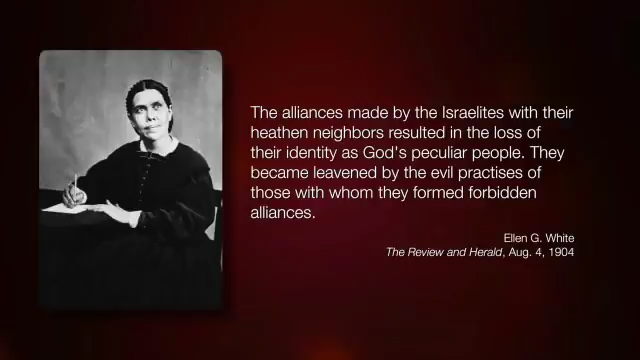 The alliances made by the Israelites with their
heathen neighbors resulted in the loss of
their identity as God's peculiar people. They
became leavened by the evil practises of
those with whom they formed forbidden
alliances.
Ellen G. White
The Review and Herald, Aug. 4, 1904